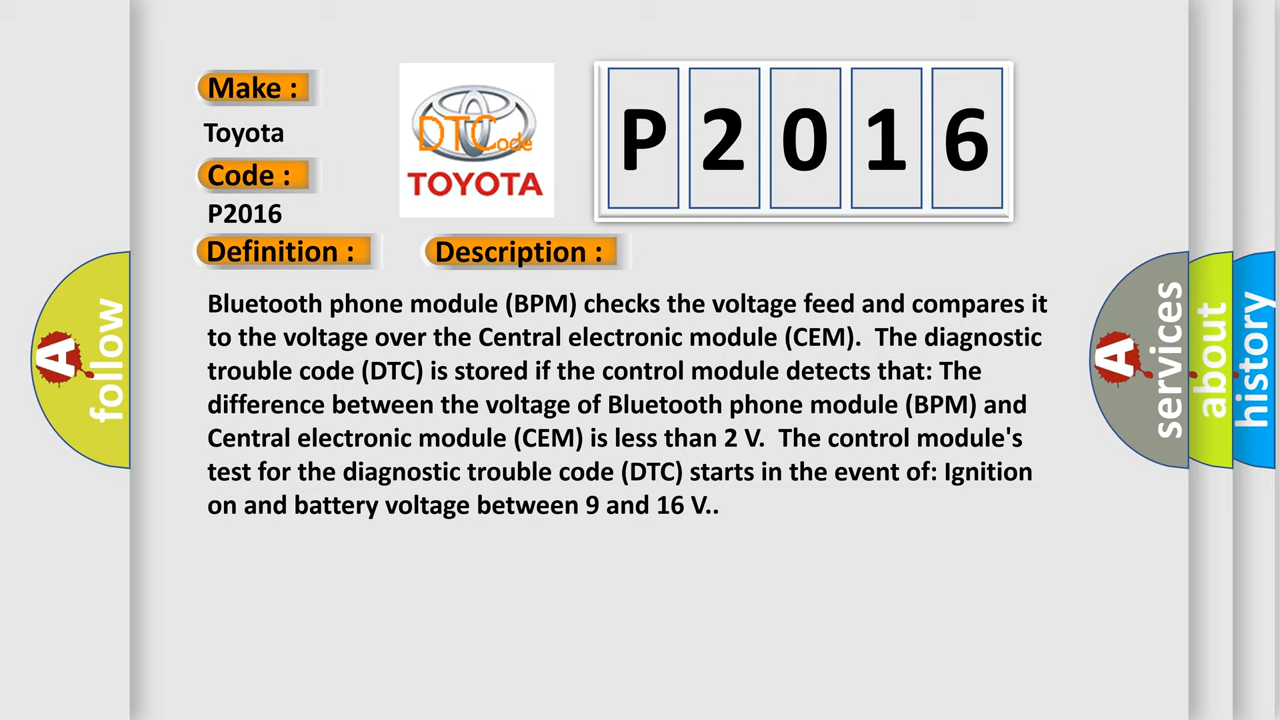 Make :
Toyota
Code :
P2016
Definition :
Description :
DTCode
TOYOTA
P2016
Bluetooth phone module (BPM) checks the voltage feed and compares it
to the voltage over the Central electronic module (CEM).  The diagnostic
trouble code (DTC) is stored if the control module detects that: The
difference between the voltage of Bluetooth phone module (BPM) and
Central electronic module (CEM) is less than 2 V.  The control module's
test for the diagnostic trouble code (DTC) starts in the event of: Ignition
on and battery voltage between 9 and 16 V..
A
follow
A
services
about
history